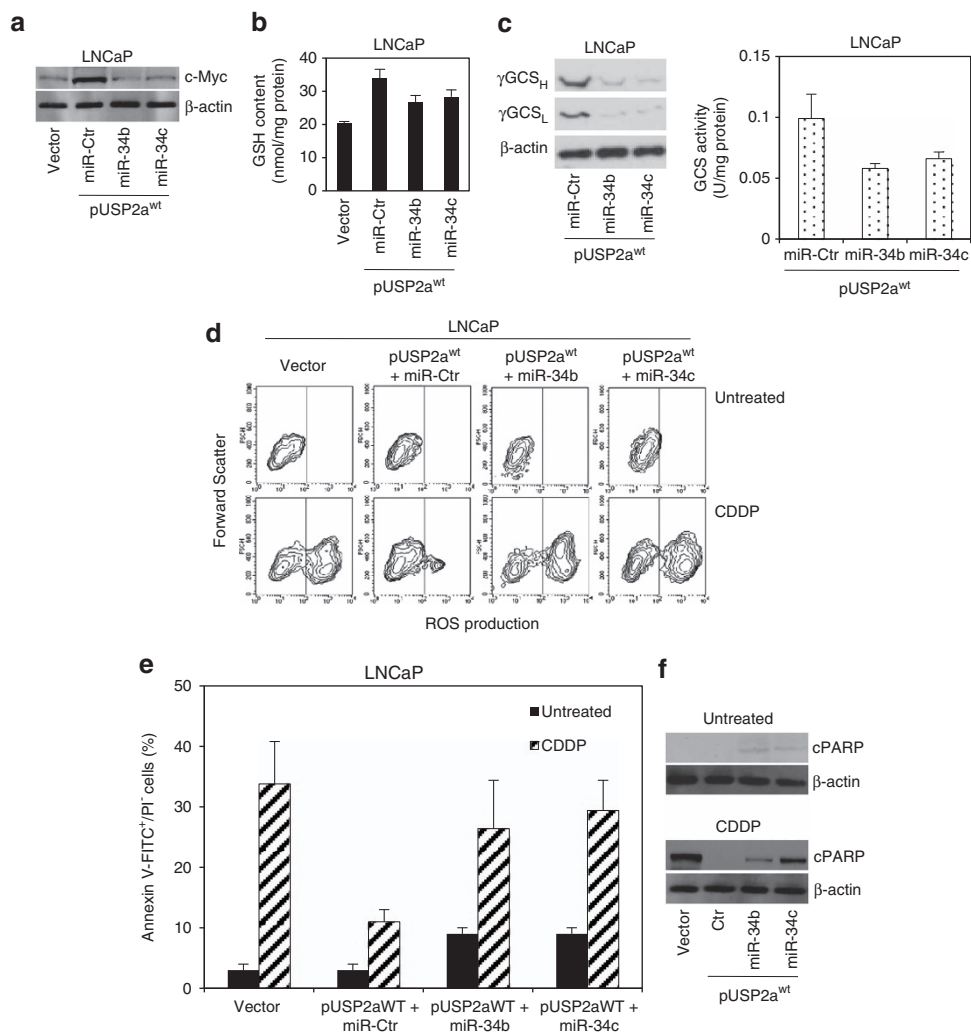 a
LNCaP
c-Myc
β-actin
Vector
miR-Ctr
miR-34b
miR-34c
pUSP2a^wt
b
LNCaP
GSH content
(nmol/mg protein)
40
30
20
10
0
Vector
miR-Ctr
miR-34b
miR-34c
pUSP2a^wt
c
LNCaP
γGCS_H
γGCS_L
β-actin
miR-Ctr
miR-34b
miR-34c
pUSP2a^wt
LNCaP
GCS activity
(U/mg protein)
0.15
0.1
0.05
0
miR-Ctr miR-34b miR-34c
pUSP2a^wt
d
LNCaP
Vector
pUSP2a^wt
+ miR-Ctr
pUSP2a^wt
+ miR-34b
pUSP2a^wt
+ miR-34c
Untreated
CDDP
Forward Scatter
ROS production
e
LNCaP
Annexin V-FITC⁺/PI⁻ cells (%)
50
40
30
20
10
0
Untreated
CDDP
Vector
pUSP2aWT +
miR-Ctr
pUSP2aWT +
miR-34b
pUSP2aWT +
miR-34c
f
Untreated
cPARP
β-actin
CDDP
cPARP
β-actin
Vector
Ctr
miR-34b
miR-34c
pUSP2a^wt